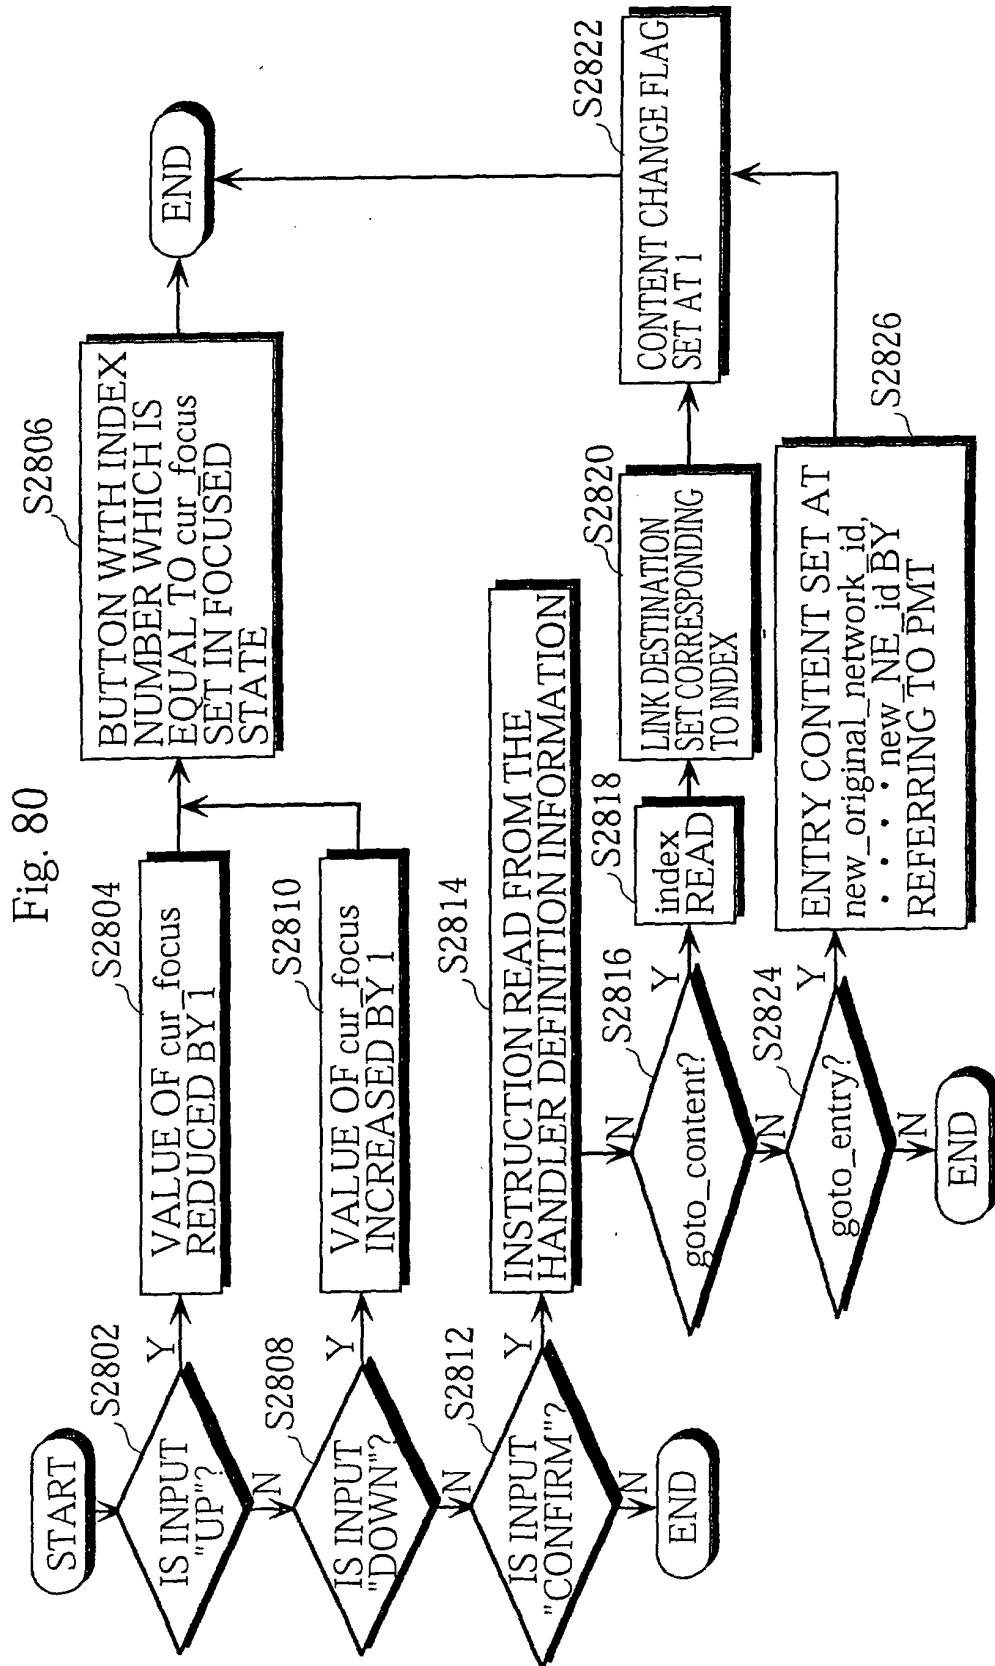 Fig. 80
START
S2802
IS INPUT
"UP"?
Y
N
S2804
VALUE OF cur_focus
REDUCED BY 1
S2806
BUTTON WITH INDEX
NUMBER WHICH IS
EQUAL TO cur_focus
SET IN FOCUSED
STATE
END
S2808
IS INPUT
"DOWN"?
Y
N
S2810
VALUE OF cur_focus
INCREASED BY 1
S2812
IS INPUT
"CONFIRM"?
Y
N
END
S2814
INSTRUCTION READ FROM THE
HANDLER DEFINITION INFORMATION
N
S2816
goto_content?
Y
N
S2818
index
READ
S2820
LINK DESTINATION
SET CORRESPONDING
TO INDEX
S2822
CONTENT CHANGE FLAG
SET AT 1
S2824
goto_entry?
Y
N
END
S2826
ENTRY CONTENT SET AT
new_original_network_id,
・・・・new_NE_id BY
REFERRING TO PMT